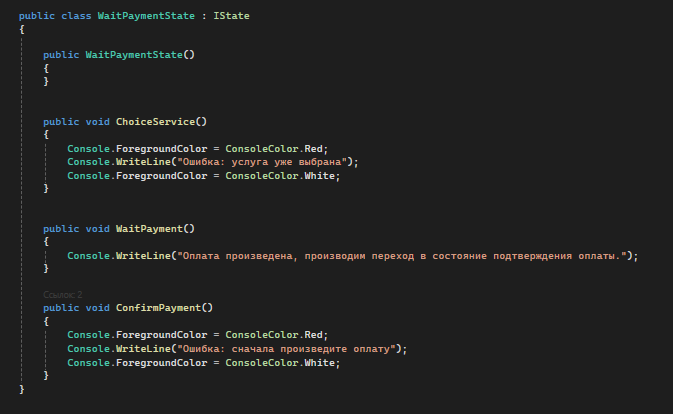 public class WaitPaymentState : IState
{
public WaitPaymentState()
{
}
public void ChoiceService()
{
Console.ForegroundColor = ConsoleColor.Red;
Console.WriteLine("Ошибка: услуга уже выбрана");
Console.ForegroundColor = ConsoleColor.White;
}
public void WaitPayment()
{
Console.WriteLine("Оплата произведена, производим переход в состояние подтверждения оплаты.");
}
Ссылок: 2
public void ConfirmPayment()
{
Console.ForegroundColor = ConsoleColor.Red;
Console.WriteLine("Ошибка: сначала произведите оплату");
Console.ForegroundColor = ConsoleColor.White;
}
}